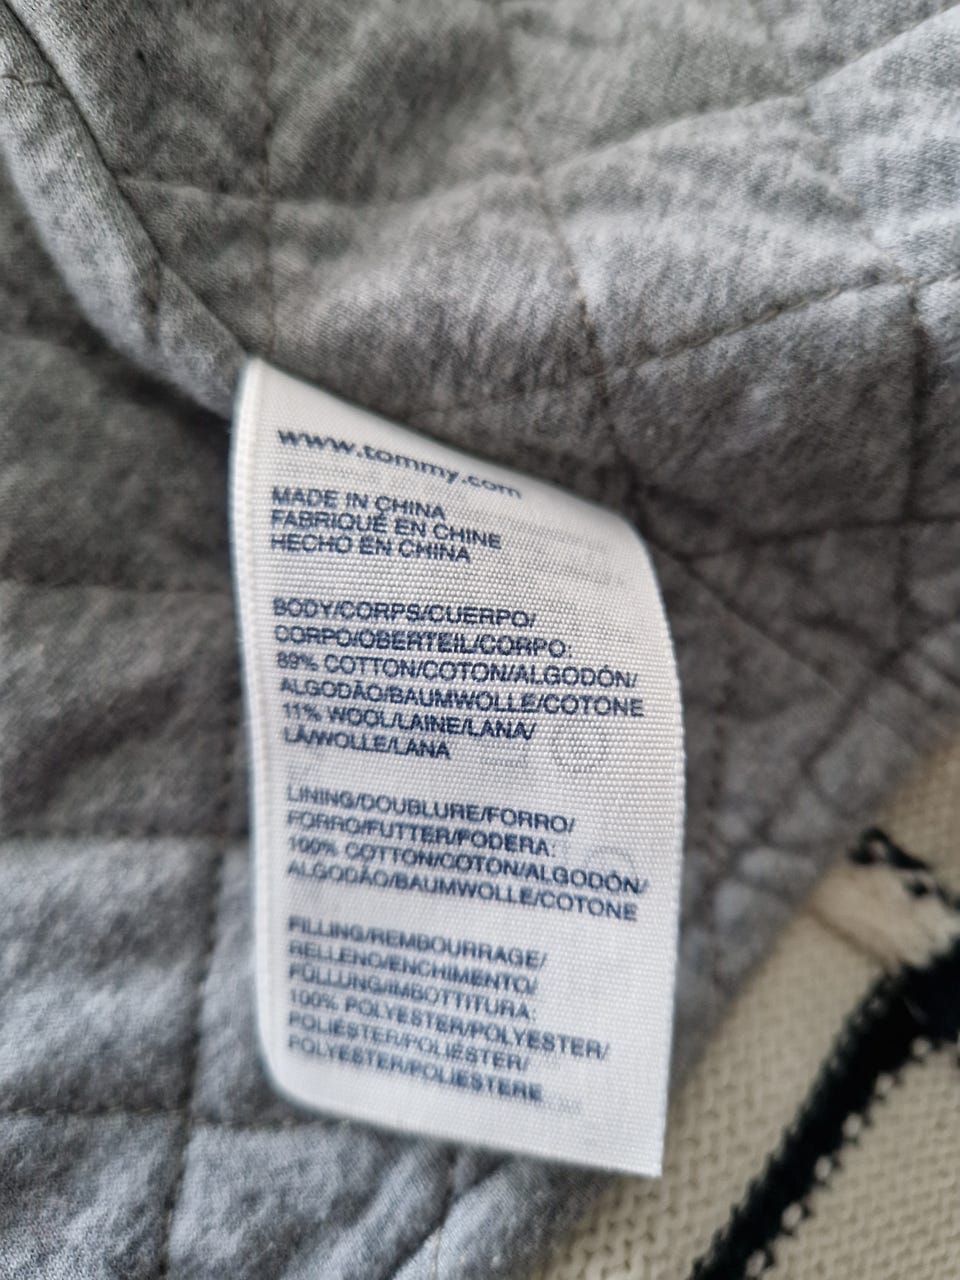 www.tommy.com
MADE IN CHINA
FABRIQUÉ EN CHINE
HECHO EN CHINA
BODY/CORPS/CUERPO/
CORPO/OBERTEIL/CORPO:
89% COTTON/COTON/ALGODÓN/
ALGODÃO/BAUMWOLLE/COTONE
11% WOOL/LAINE/LANA/
LÃ/WOLLE/LANA
LINING/DOUBLURE/FORRO/
FORRO/FUTTER/FODERA:
100% COTTON/COTON/ALGODÓN/
ALGODÃO/BAUMWOLLE/COTONE
FILLING/REMBOURRAGE/
RELLENO/ENCHIMENTO/
FÜLLUNG/IMBOTTITURA:
100% POLYESTER/POLYESTER/
POLIÉSTER/POLIÉSTER/
POLYESTER/POLIESTERE